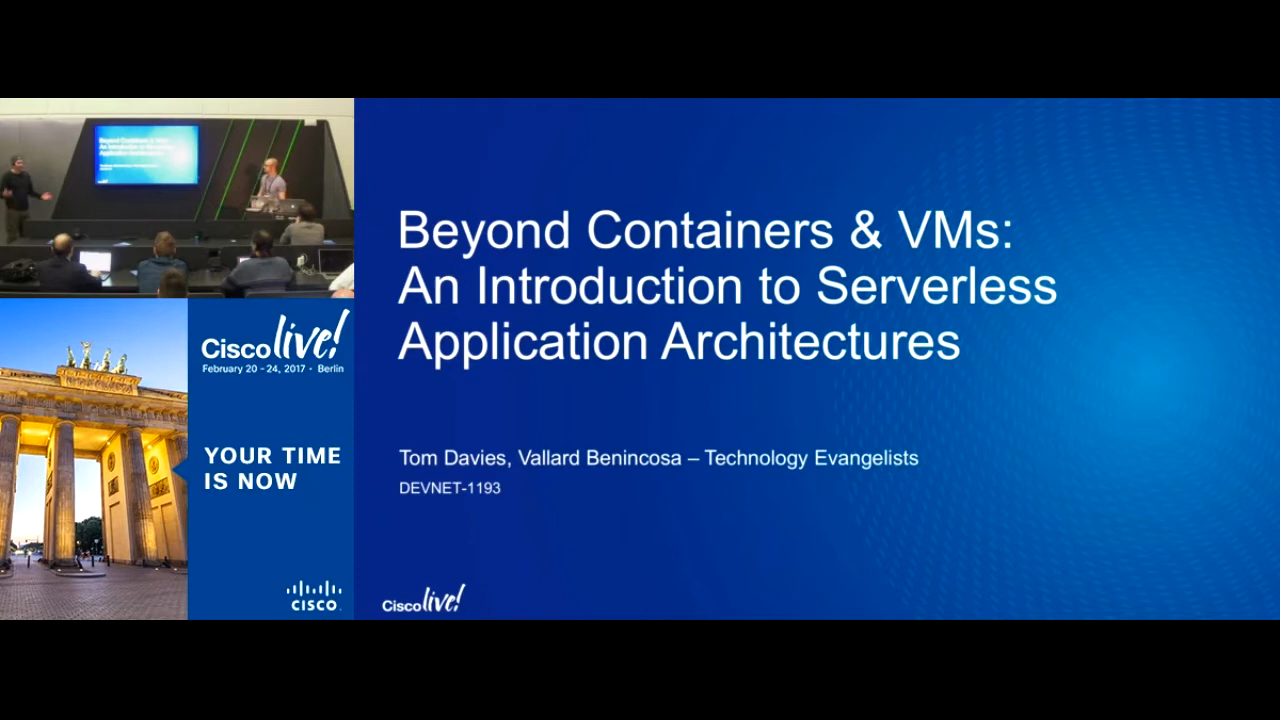 Beyond Containers & VMs:
An Introduction to Serverless
Application Architectures
Tom Davies, Vallard Benincosa – Technology Evangelists
DEVNET-1193
Cisco live!
Cisco live!
February 20 - 24, 2017 • Berlin
YOUR TIME
IS NOW
CISCO